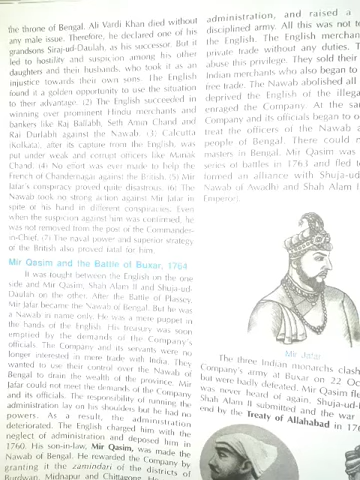 the throne of Bengal. Ali Vardi Khan died without
any male issue. Therefore, he declared one of his
grandsons Siraj-ud-Daulah, as his successor. But it
led to hostility and suspicion among his other
daughters and their husbands, who took it as an
injustice towards their own sons. The English
found it a golden opportunity to use the situation
to their advantage. (2) The English succeeded in
winning over prominent Hindu merchants and
bankers like Raj Ballabh, Seth Amin Chand and
Rai Durlabh against the Nawab. (3) Calcutta
(Kolkata), after its capture from the English, was
put under weak and corrupt officers like Manak
Chand. (4) No effort was ever made to help the
French of Chandernagar against the British. (5) Mir
Jafar's conspiracy proved quite disastrous. (6) The
Nawab took no strong action against Mir Jafar in
spite of his hand in different conspiracies. Even
when the suspicion against him was confirmed, he
was not removed from the post of the Commander-
in-Chief. (7) The naval power and superior strategy
of the British also proved fatal for him.
Mir Qasim and the Battle of Buxar, 1764
It was fought between the English on the one
side and Mir Qasim, Shah Alam II and Shuja-ud-
Daulah on the other. After the Battle of Plassey,
Mir Jafar became the Nawab of Bengal. But he was
a Nawab in name only. He was a mere puppet in
the hands of the English. His treasury was soon
emptied by the demands of the Company's
officials. The Company and its servants were no
longer interested in mere trade with India. They
wanted to use their control over the Nawab of
Bengal to drain the wealth of the province. Mir
Jafar could not meet the demands of the Company
and its officials. The responsibility of running the
administration lay on his shoulders but he had no
powers. As a result, the administration
deteriorated. The English charged him with the
neglect of administration and deposed him in
1760. His son-in-law, Mir Qasim, was made the
Nawab of Bengal. He rewarded the Company by
granting it the zamindari of the districts of
Burdwan, Midnapur and Chittagong. He
administration, and raised a
disciplined army. All this was not
the English. The English merchan
private trade without any duties. T
abuse this privilege. They sold their
Indian merchants who also began to
free trade. The Nawab abolished all
deprived the English of the illega
enraged the Company. At the sa
Company and its officials began to o
treat the officers of the Nawab a
people of Bengal. There could n
masters in Bengal. Mir Qasim was
series of battles in 1763 and fled t
formed an alliance with Shuja-ud
Nawab of Awadh and Shah Alam I
Emperor.
Mir Jafar
The three Indian monarchs clash
Company's army at Buxar on 22 Oc
but were badly defeated. Mir Qasim fle
was never heard of again. Shuja-ud-
Shah Alam II submitted and the war
end by the Treaty of Allahabad in 176